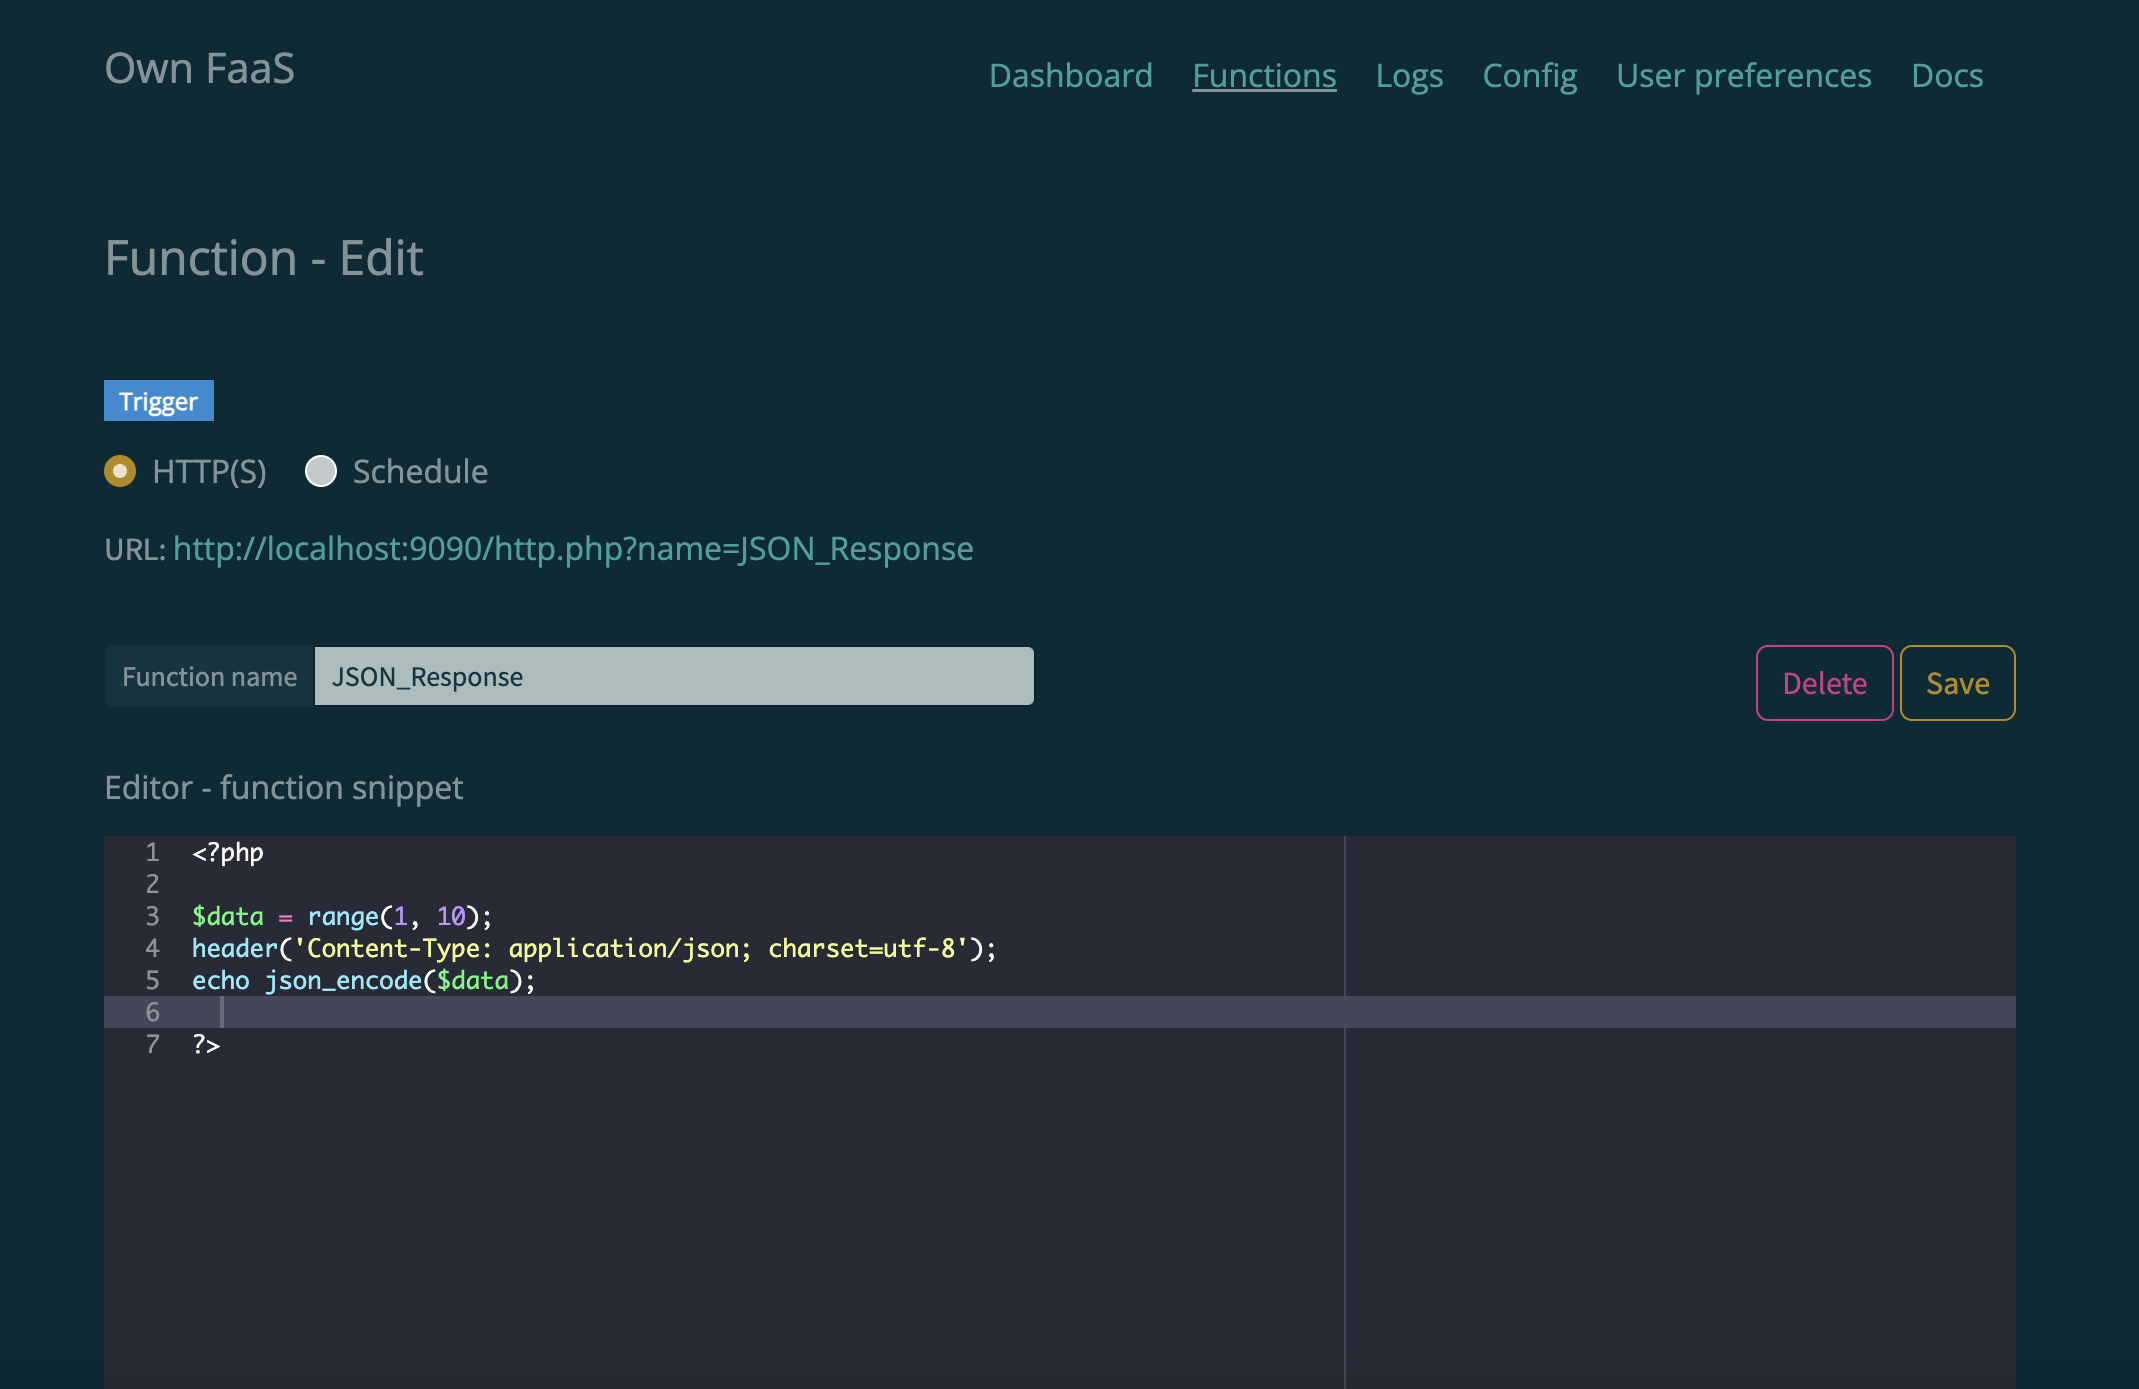 Own FaaS
Dashboard Functions Logs Config User preferences Docs
Function - Edit
Trigger
HTTP(S) Schedule
URL: http://localhost:9090/http.php?name=JSON_Response
Function name JSON_Response Delete Save
Editor - function snippet
1 <?php
2
3 $data = range(1, 10);
4 header('Content-Type: application/json; charset=utf-8');
5 echo json_encode($data);
6
7 ?>